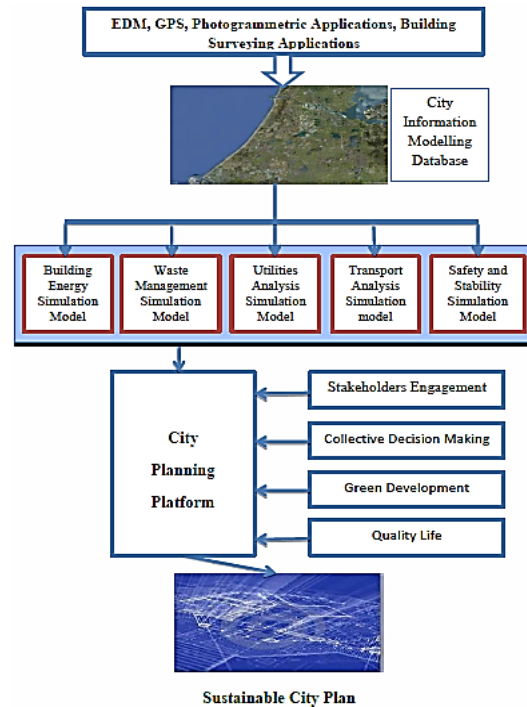 EDM, GPS, Photogrammetric Applications, Building
Surveying Applications
City
Information
Modelling
Database
Building
Energy
Simulation
Model
Waste
Management
Simulation
Model
Utilities
Analysis
Simulation
Model
Transport
Analysis
Simulation
model
Safety and
Stability
Simulation
Model
City
Planning
Platform
Stakeholders Engagement
Collective Decision Making
Green Development
Quality Life
Sustainable City Plan